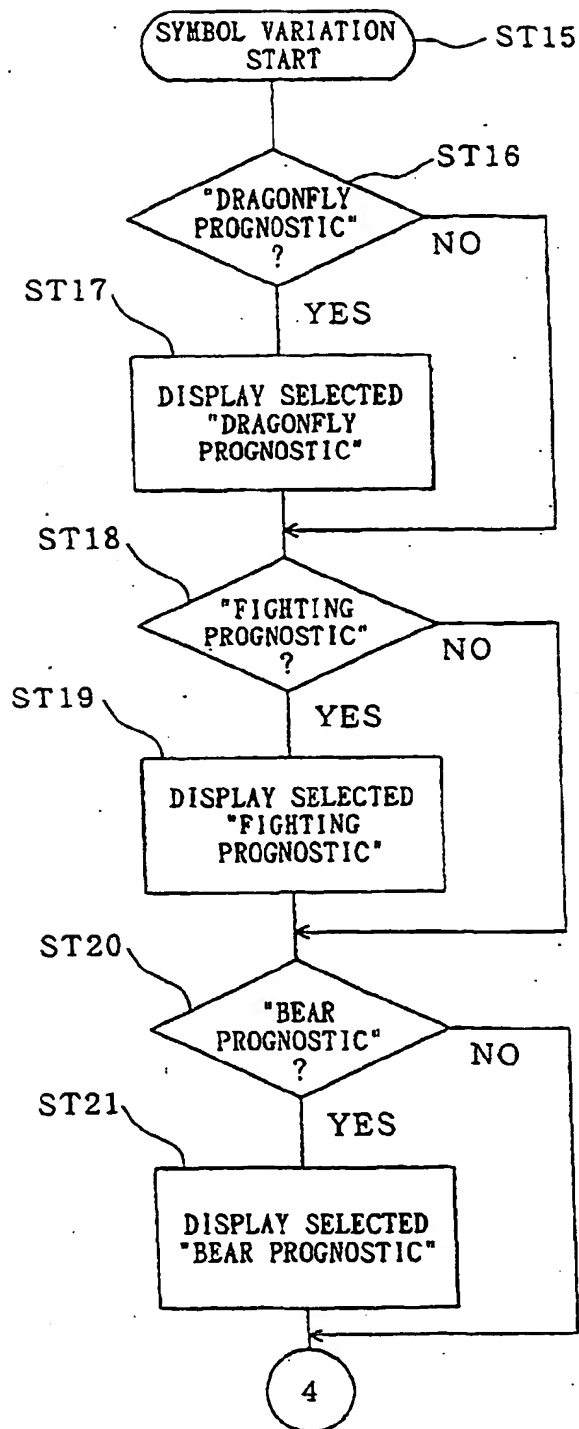 SYMBOL VARIATION
START
ST15
ST16
"DRAGONFLY
PROGNOSTIC"
?
NO
ST17
YES
DISPLAY SELECTED
"DRAGONFLY
PROGNOSTIC"
ST18
"FIGHTING
PROGNOSTIC"
?
NO
ST19
YES
DISPLAY SELECTED
"FIGHTING
PROGNOSTIC"
ST20
"BEAR
PROGNOSTIC"
?
NO
ST21
YES
DISPLAY SELECTED
"BEAR PROGNOSTIC"
4